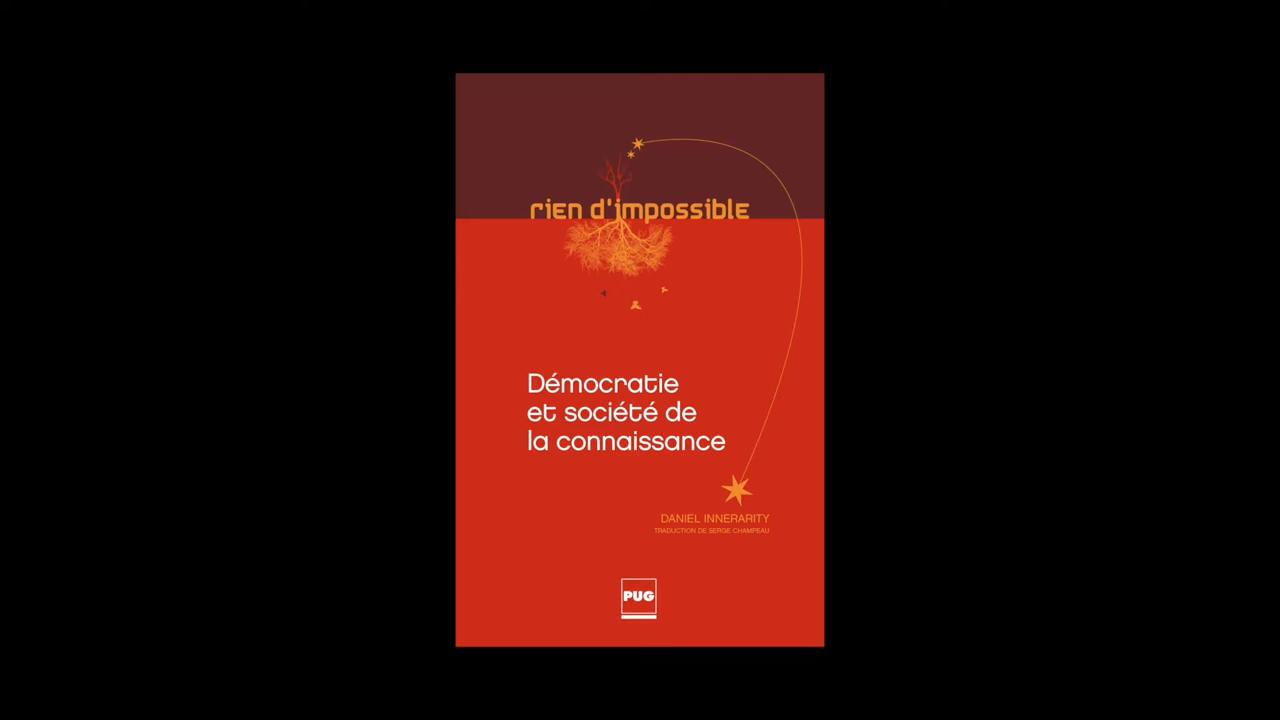 rien d'impossible
Démocratie
et société de
la connaissance
DANIEL INNERARITY
TRADUCTION DE SERGE CHAMPEAU
PUG